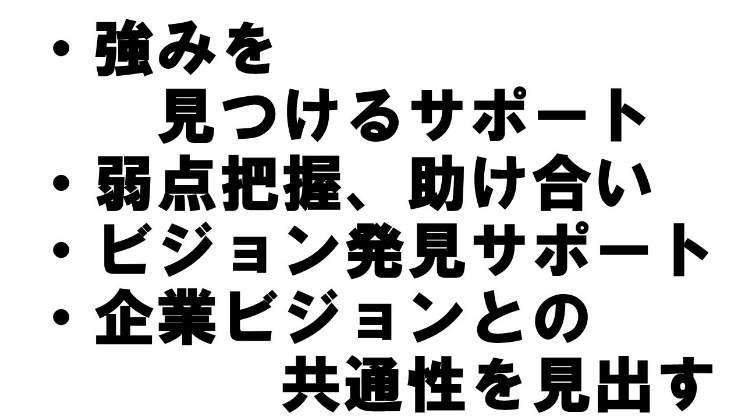 ・強みを
見つけるサポート
・弱点把握、助け合い
・ビジョン発見サポート
・企業ビジョンとの
共通性を見出す